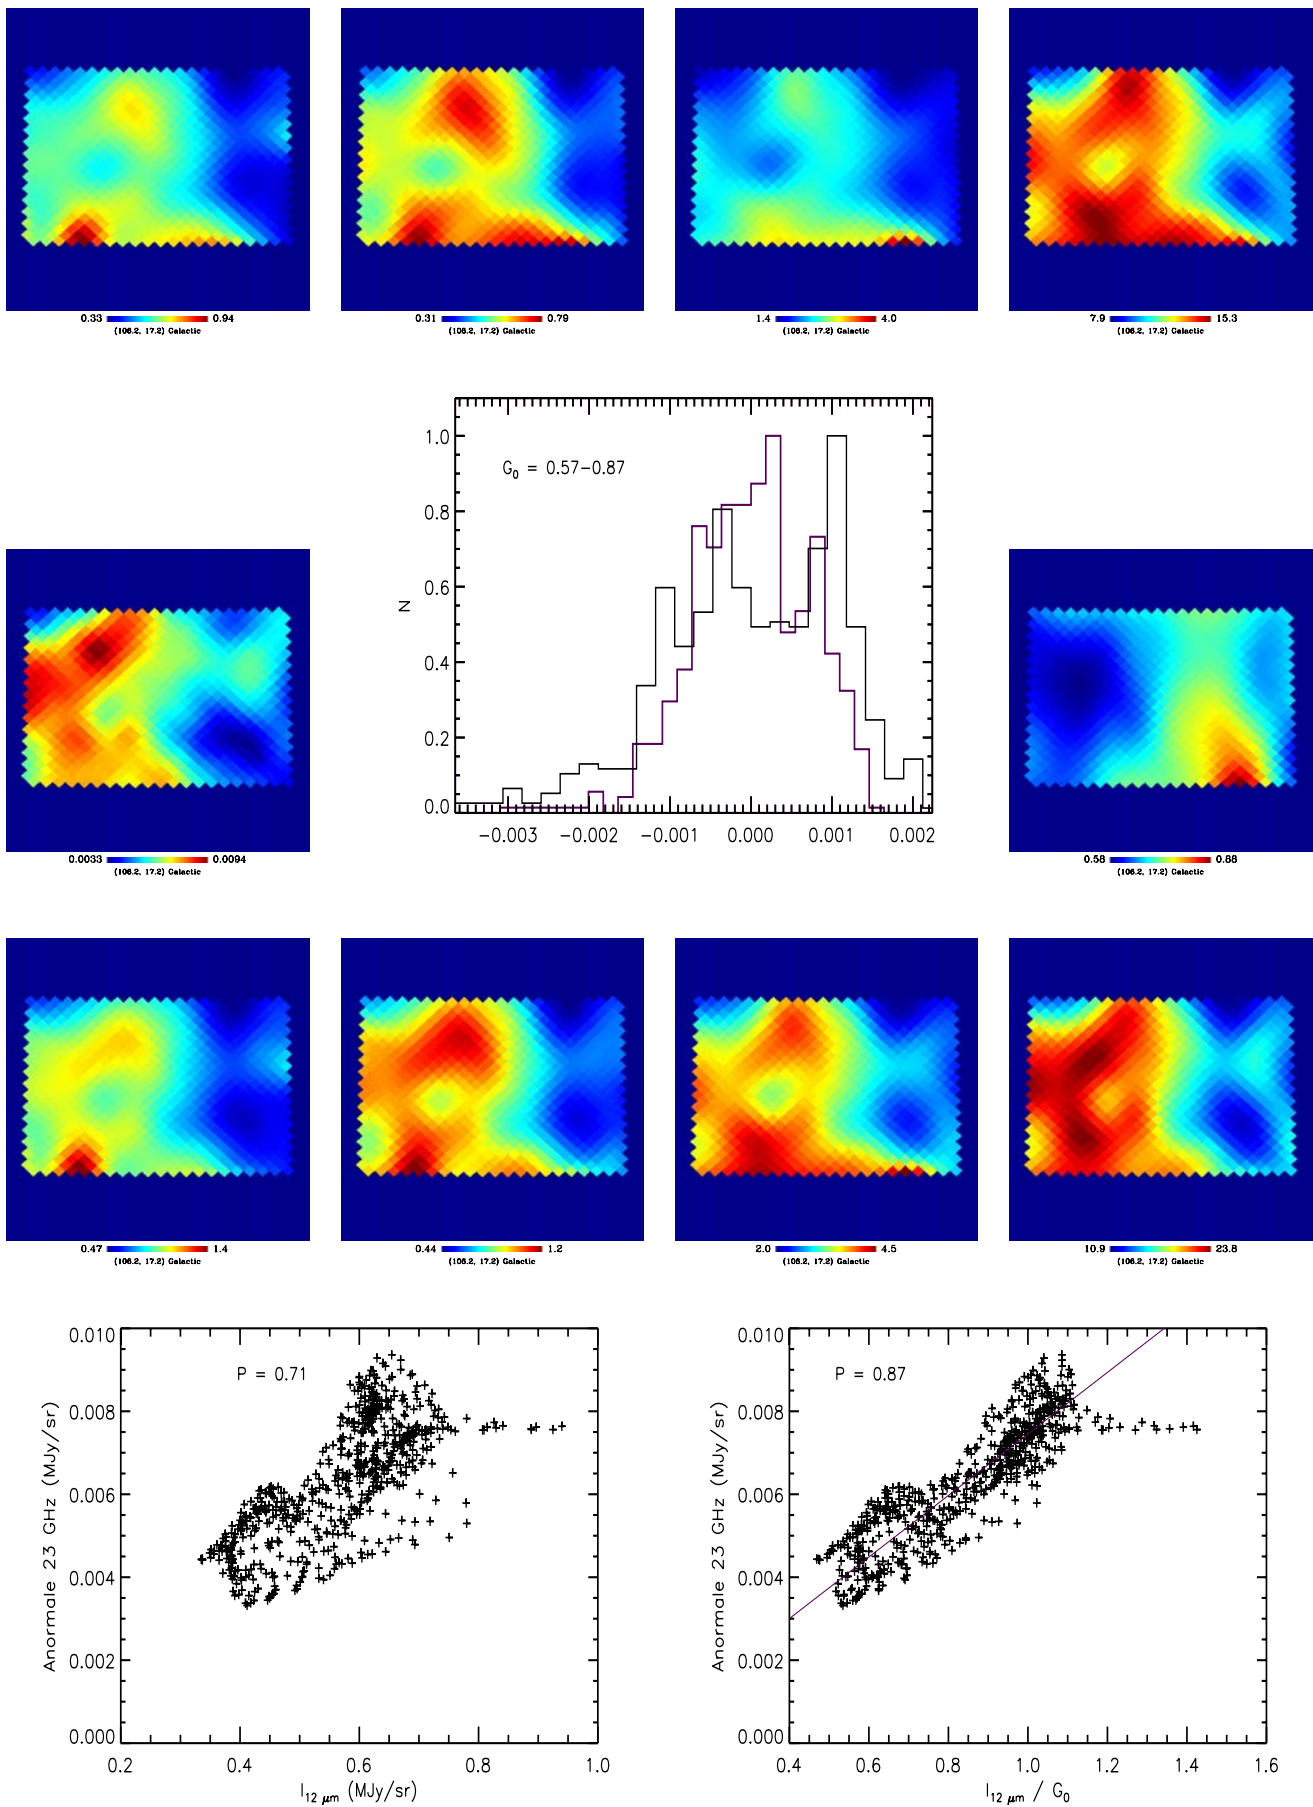 0.33 0.94 0.31 0.79 1.4 4.0 7.9 15.3
(106.2, 17.2) Galactic (106.2, 17.2) Galactic (106.2, 17.2) Galactic (106.2, 17.2) Galactic
1.0
G₀ = 0.57−0.87
0.8
0.6
N
0.4
0.2
0.0
−0.003 −0.002 −0.001 0.000 0.001 0.002
0.0033 0.0094
(106.2, 17.2) Galactic
0.58 0.88
(106.2, 17.2) Galactic
0.47 1.4 0.44 1.2 2.0 4.5 10.9 23.8
(106.2, 17.2) Galactic (106.2, 17.2) Galactic (106.2, 17.2) Galactic (106.2, 17.2) Galactic
0.010
P = 0.71
0.008
0.006
0.004
0.002
0.000
Anormale 23 GHz (MJy/sr)
0.2 0.4 0.6 0.8 1.0
I₁₂ μm (MJy/sr)
0.010
P = 0.87
0.008
0.006
0.004
0.002
0.000
Anormale 23 GHz (MJy/sr)
0.4 0.6 0.8 1.0 1.2 1.4 1.6
I₁₂ μm / G₀